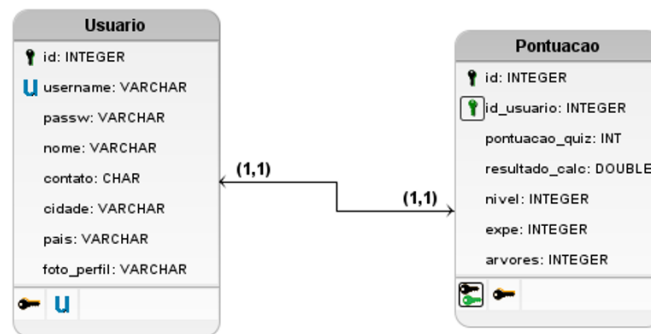 Usuario
id: INTEGER
username: VARCHAR
passw: VARCHAR
nome: VARCHAR
contato: CHAR
cidade: VARCHAR
pais: VARCHAR
foto_perfil: VARCHAR
U
(1,1)
(1,1)
Pontuacao
id: INTEGER
id_usuario: INTEGER
pontuacao_quiz: INT
resultado_calc: DOUBLE
nivel: INTEGER
expe: INTEGER
arvores: INTEGER